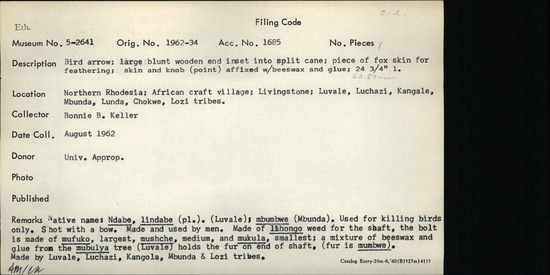 Filing Code
Eth.
Museum No. 5-2641 Orig. No. 1962-34 Acc. No. 1685 No. Pieces 1
Description Bird arrow; large blunt wooden end inset into split cane; piece of fox skin for
feathering; skin and knob (point) affixed w/beeswax and glue; 24 3/4" l.
Location Northern Rhodesia; African craft village; Livingstone; Luvale, Luchazi, Kangale,
Mbunda, Lunda, Chokwe, Lozi tribes.
Collector Bonnie B. Keller
Date Coll. August 1962
Donor Univ. Approp.
Photo
Published
Remarks Native name: Ndabe, lindabe (pl.). (Luvale); mbumbwe (Mbunda). Used for killing birds
only. Shot with a bow. Made and used by men. Made of lihongo weed for the shaft, the bolt
is made of mufuko, largest, mushche, medium, and mukula, smallest; a mixture of beeswax and
glue from the mubulya tree (Luvale) holds the fur on end of shaft, (fur is mumbwe).
Made by Luvale, Luchazi, Kangola, Mbunda & Lozi tribes.
Catalog Entry-20m-8,'60(B3527s)4215